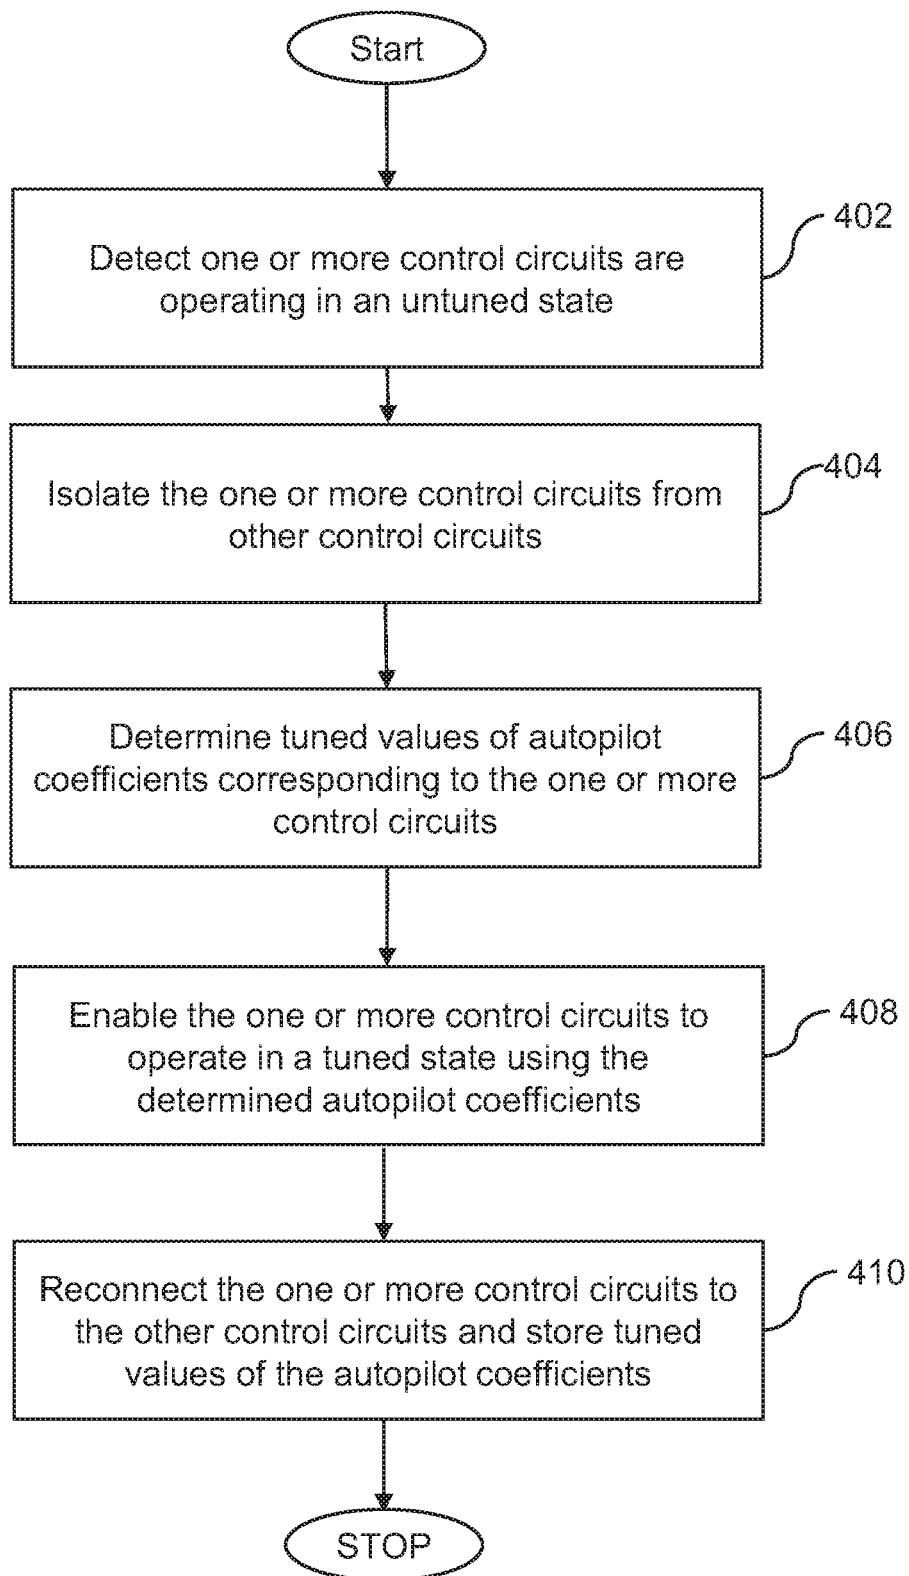 Start
Detect one or more control circuits are
operating in an untuned state
402
Isolate the one or more control circuits from
other control circuits
404
Determine tuned values of autopilot
coefficients corresponding to the one or more
control circuits
406
Enable the one or more control circuits to
operate in a tuned state using the
determined autopilot coefficients
408
Reconnect the one or more control circuits to
the other control circuits and store tuned
values of the autopilot coefficients
410
STOP